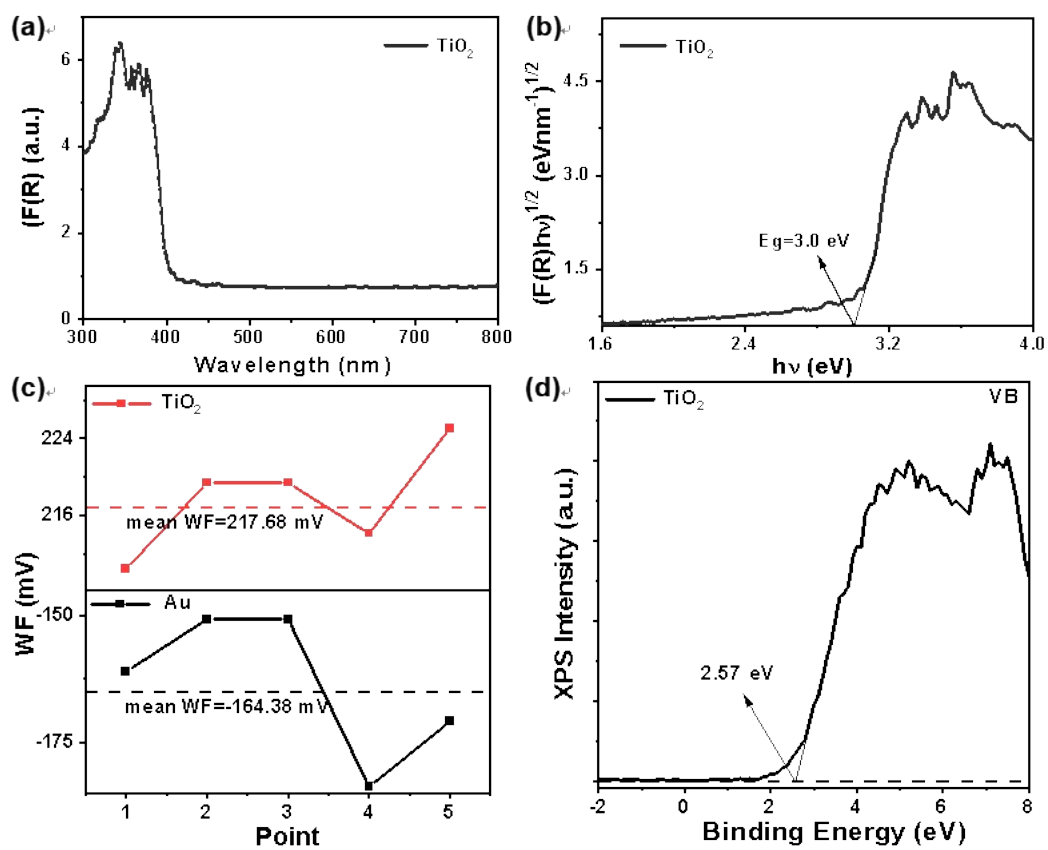 (a)
TiO2
(F(R) (a.u.)
6
4
2
0
300 400 500 600 700 800
Wavelength (nm)
(b)
TiO2
(F(R)hν)^1/2 (eVnm^-1)^1/2
4.5
3.0
1.5
Eg=3.0 eV
1.6 2.4 3.2 4.0
hν (eV)
(c)
TiO2
224
216
mean WF=217.68 mV
WF (mV)
Au
-150
mean WF=-164.38 mV
-175
1 2 3 4 5
Point
(d)
TiO2
VB
XPS Intensity (a.u.)
2.57 eV
-2 0 2 4 6 8
Binding Energy (eV)